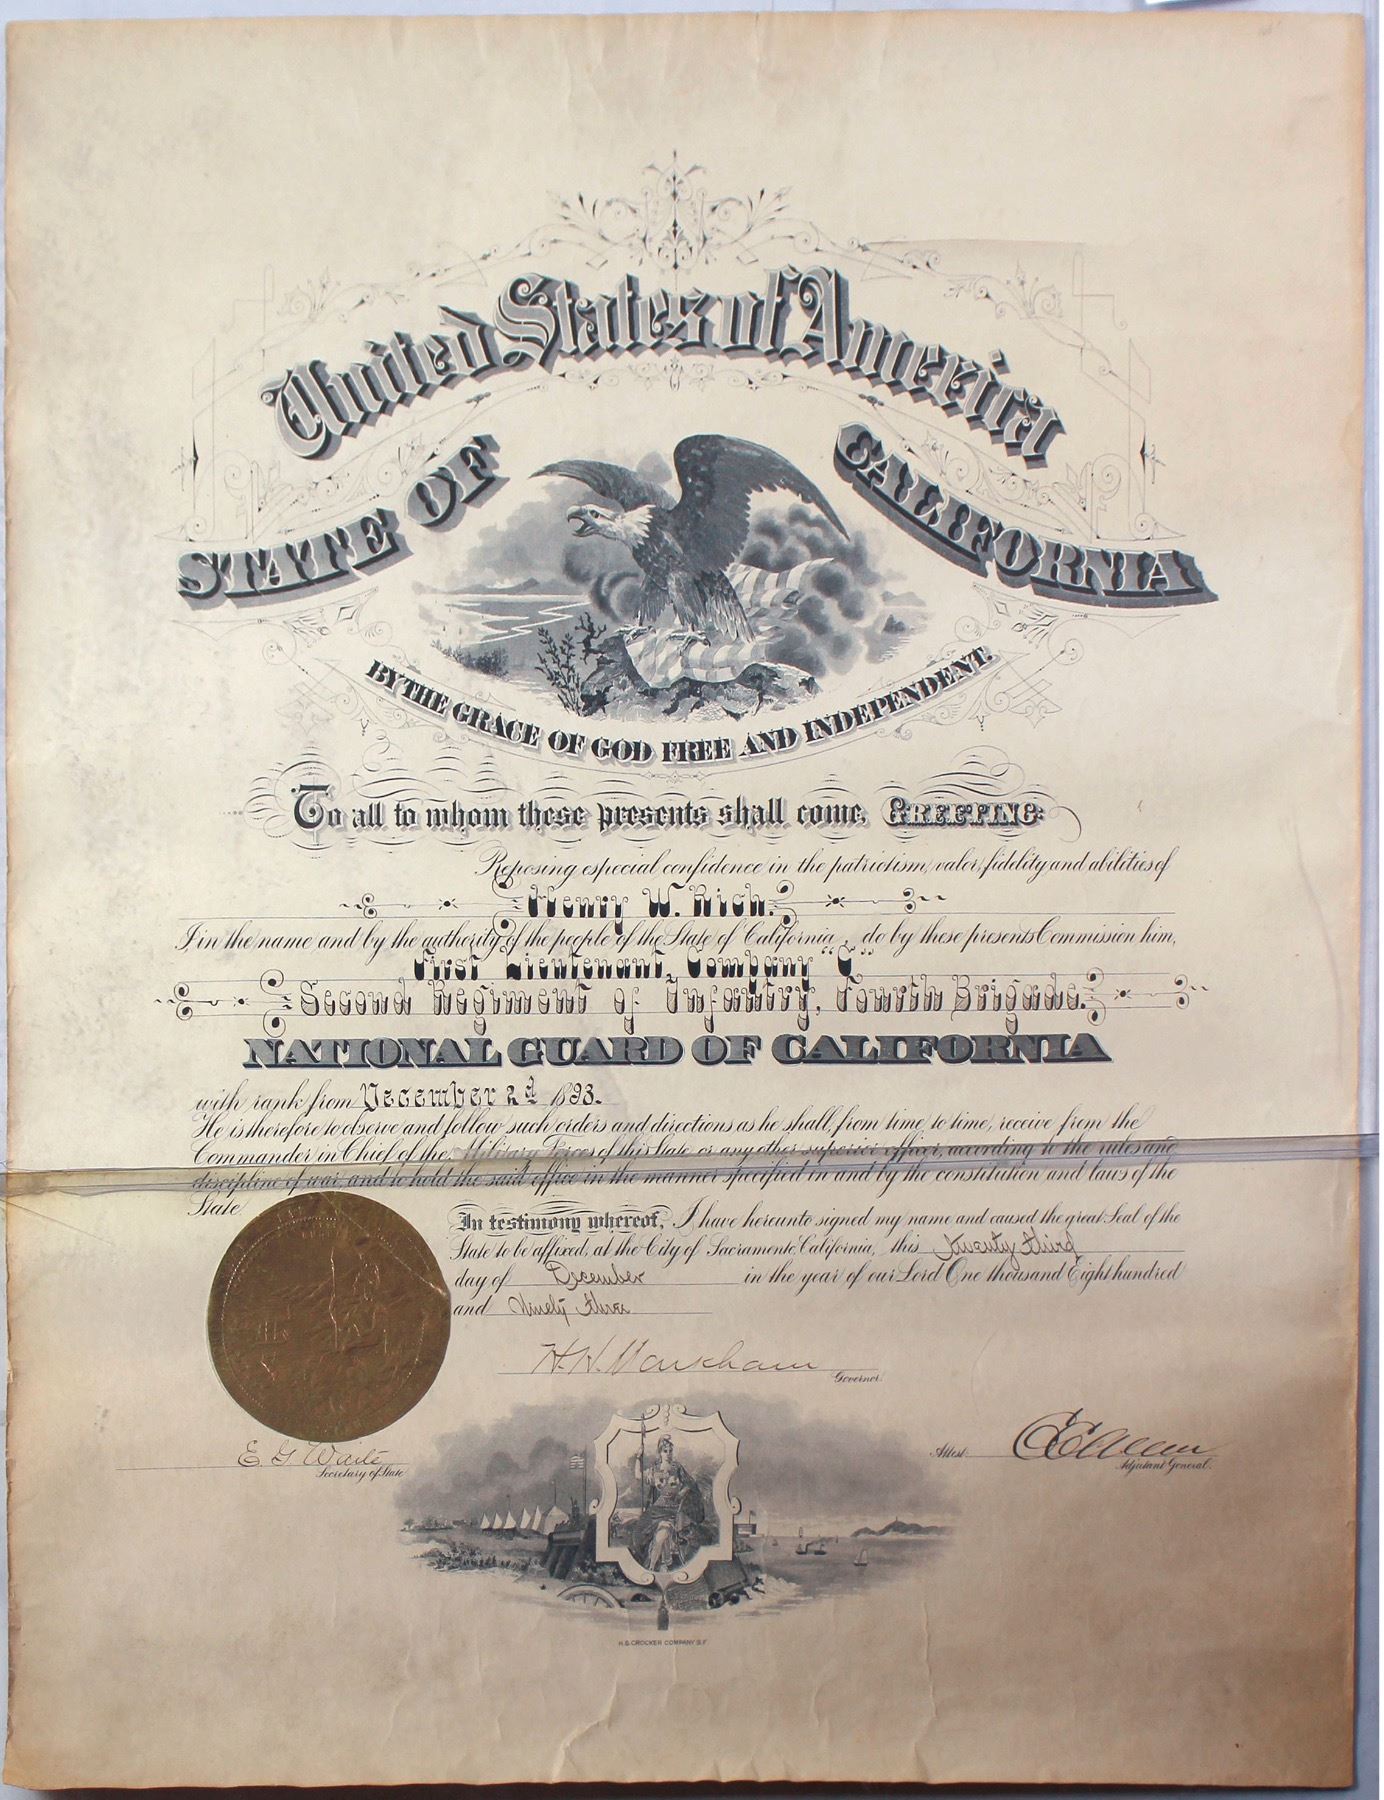 United States of America
STATE OF CALIFORNIA
BY THE GRACE OF GOD FREE AND INDEPENDENT.
To all to whom these presents shall come, GREETING:
Reposing especial confidence in the patriotism, valor, fidelity and abilities of
Henry W. Rich.
I in the name and by the authority of the people of the State of California, do by these presents Commission him,
First Lieutenant, Company "C"
Second Regiment of Infantry, Fourth Brigade.
NATIONAL GUARD OF CALIFORNIA
with rank from December 2d 1893.
He is therefore to observe and follow such orders and directions as he shall, from time to time, receive from the
Commander in Chief of the Military Forces of this State or any other superior officer, according to the rules and
discipline of war, and to hold the said office in the manner specified in and by the constitution and laws of the
State.
In testimony whereof, I have hereunto signed my name and caused the great Seal of the
State to be affixed, at the City of Sacramento, California, this twenty third
day of December in the year of our Lord One thousand Eight hundred
and Ninety three
H. H. Markham
Governor.
E. G. Waite
Secretary of State
Attest
Adjutant General.
H.S. CROCKER COMPANY S.F.